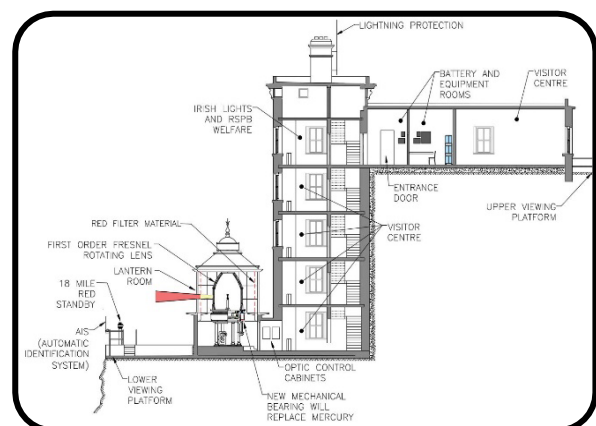 LIGHTNING PROTECTION
BATTERY AND
EQUIPMENT
ROOMS
VISITOR
CENTRE
IRISH LIGHTS
AND RSPB
WELFARE
ENTRANCE
DOOR
UPPER VIEWING
PLATFORM
RED FILTER MATERIAL
FIRST ORDER FRESNEL
ROTATING LENS
LANTERN
ROOM
18 MILE
RED
STANDBY
VISITOR
CENTRE
AIS
(AUTOMATIC
IDENTIFICATION
SYSTEM)
LOWER
VIEWING
PLATFORM
OPTIC CONTROL
CABINETS
NEW MECHANICAL
BEARING WILL
REPLACE MERCURY